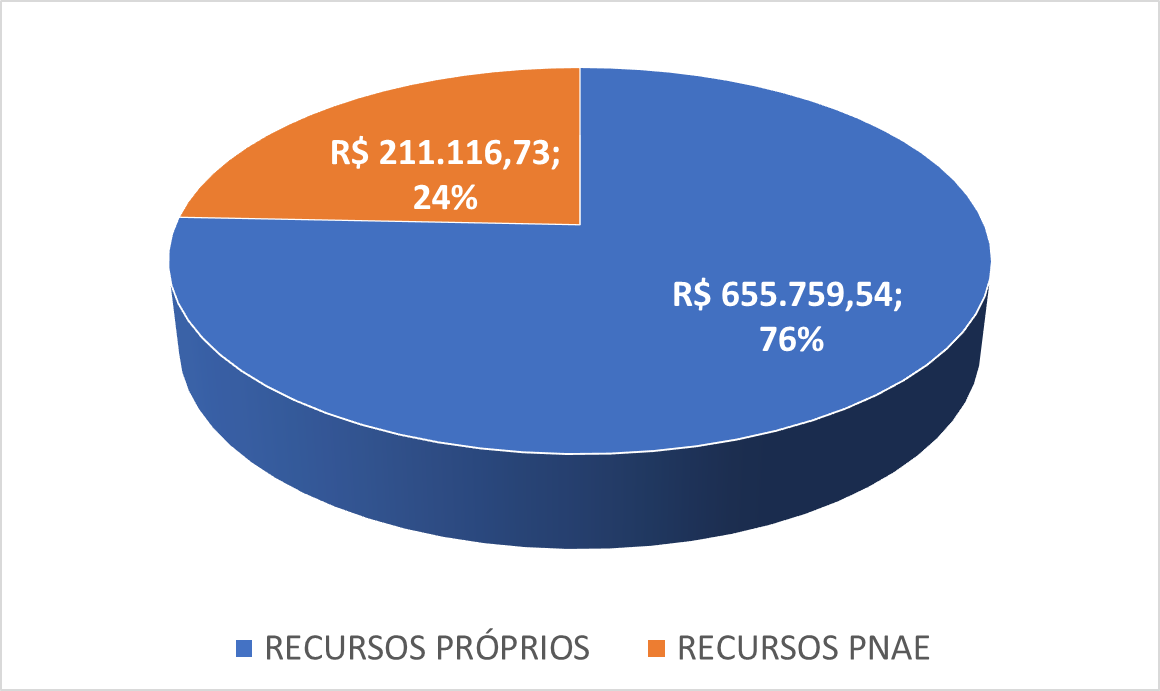 R$ 211.116,73;
24%
R$ 655.759,54;
76%
RECURSOS PRÓPRIOS
RECURSOS PNAE